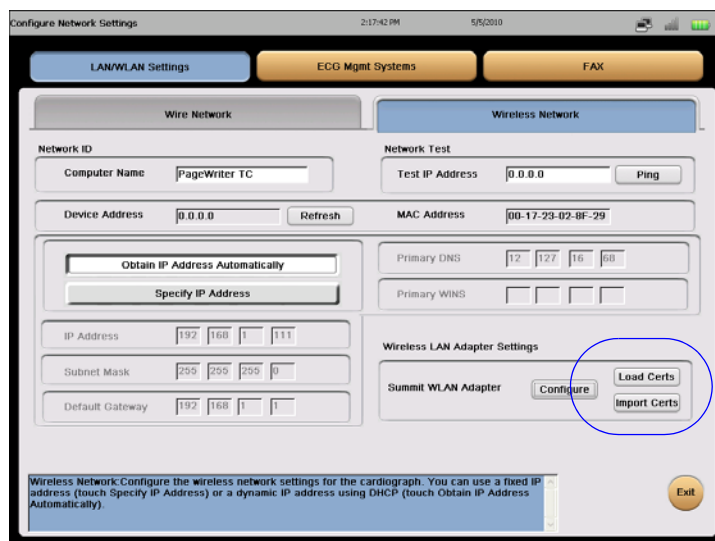 Configure Network Settings 2:17:42 PM 5/5/2010
LAN/WLAN Settings ECG Mgmt Systems FAX
Wire Network Wireless Network
Network ID Network Test
Computer Name PageWriter TC Test IP Address 0.0.0.0 Ping
Device Address 0.0.0.0 Refresh MAC Address 00-17-23-02-8F-29
Obtain IP Address Automatically Primary DNS 12 127 16 68
Specify IP Address Primary WINS
IP Address 192 168 1 111
Wireless LAN Adapter Settings
Subnet Mask 255 255 255 0 Load Certs
Summit WLAN Adapter Configure
Default Gateway 192 168 1 1 Import Certs
Wireless Network:Configure the wireless network settings for the cardiograph. You can use a fixed IP
address (touch Specify IP Address) or a dynamic IP address using DHCP (touch Obtain IP Address
Automatically).
Exit